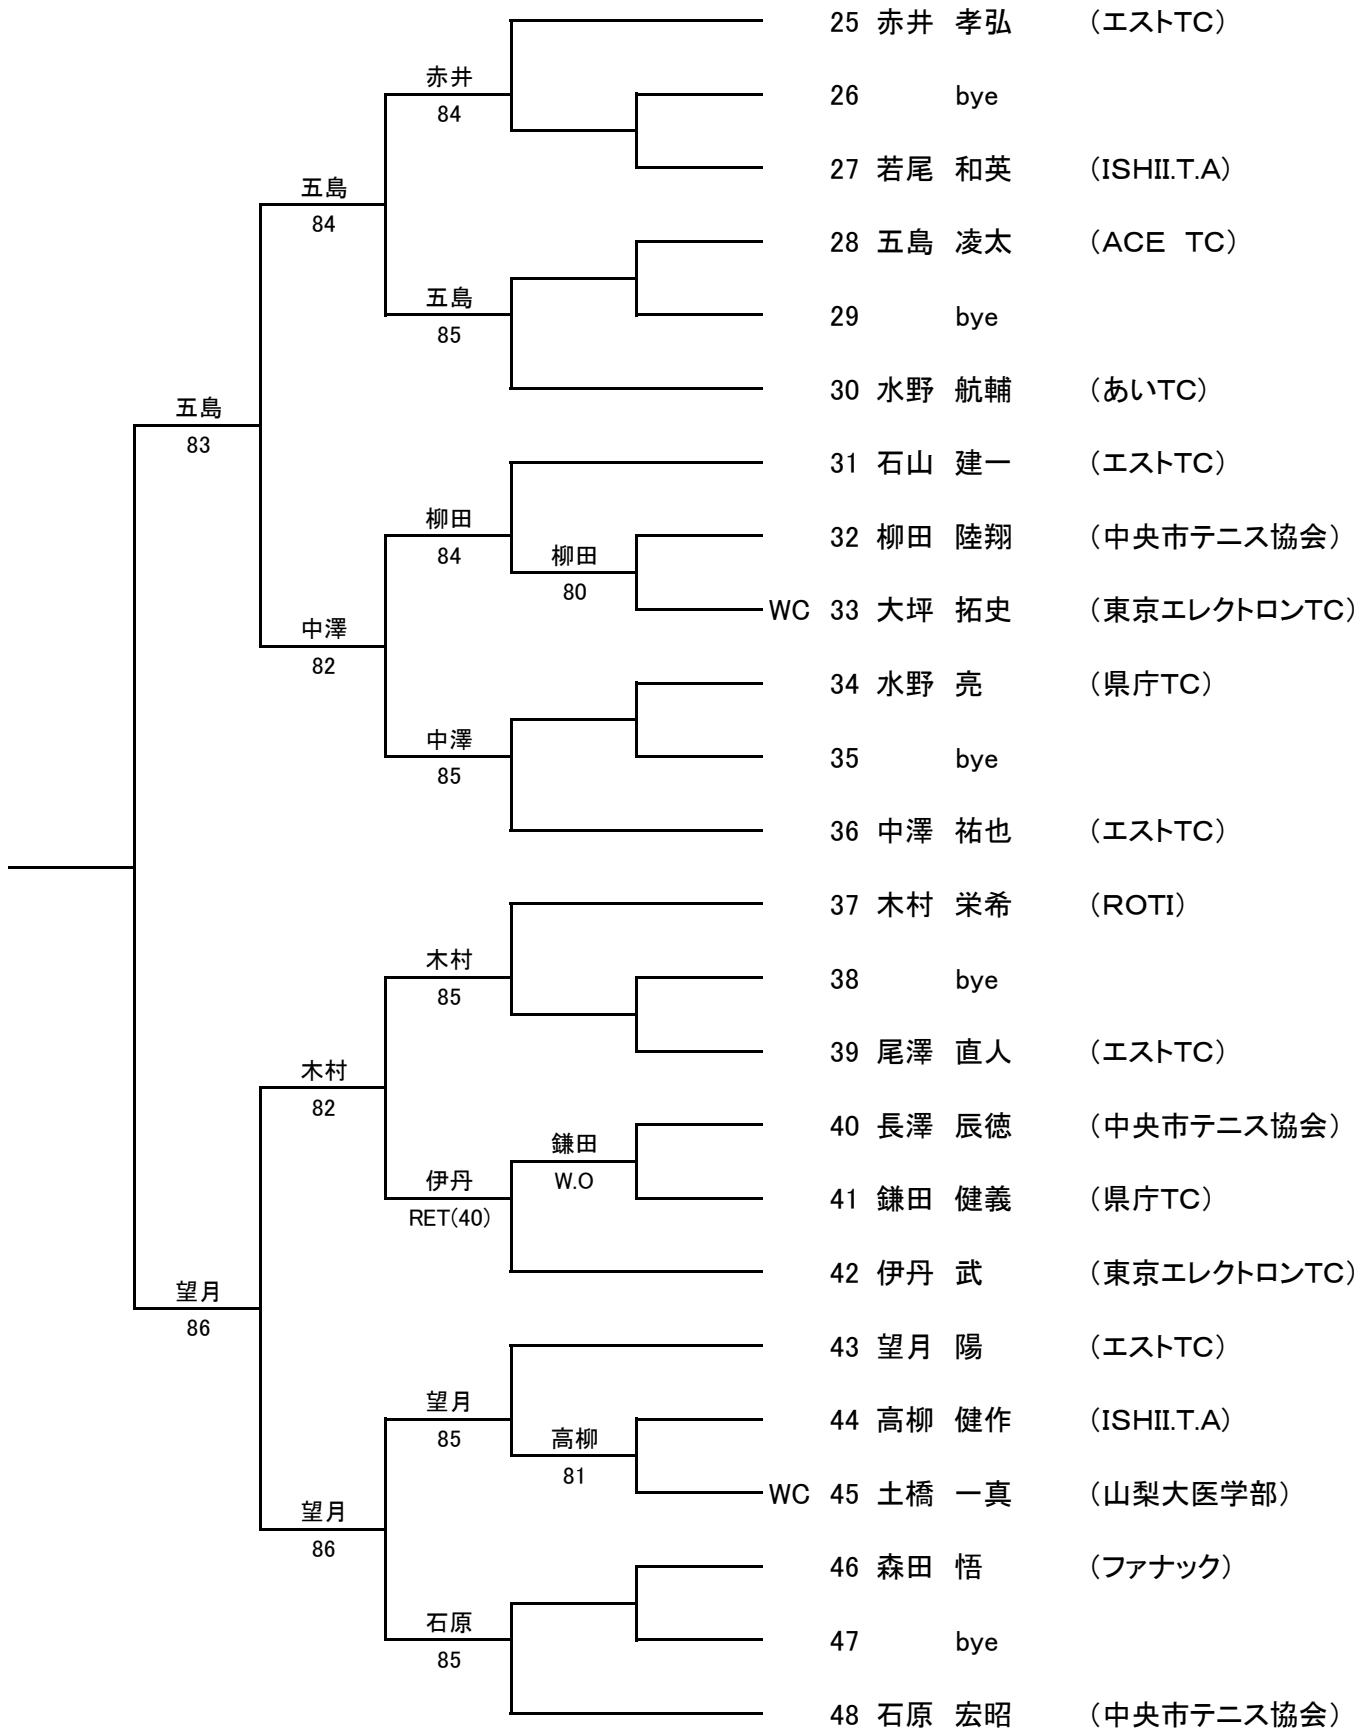 25 赤井 孝弘 （エストTC）
赤井
84
26 bye
27 若尾 和英 （ISHII.T.A）
五島
84
28 五島 凌太 （ACE TC）
五島
85
29 bye
30 水野 航輔 （あいTC）
五島
83
31 石山 建一 （エストTC）
柳田
84
32 柳田 陸翔 （中央市テニス協会）
柳田
80
WC 33 大坪 拓史 （東京エレクトロンTC）
中澤
82
34 水野 亮 （県庁TC）
中澤
85
35 bye
36 中澤 祐也 （エストTC）
37 木村 栄希 （ROTI）
木村
85
38 bye
39 尾澤 直人 （エストTC）
木村
82
40 長澤 辰徳 （中央市テニス協会）
鎌田
W.O
伊丹
RET(40)
41 鎌田 健義 （県庁TC）
42 伊丹 武 （東京エレクトロンTC）
望月
86
43 望月 陽 （エストTC）
望月
85
44 高柳 健作 （ISHII.T.A）
高柳
81
WC 45 土橋 一真 （山梨大医学部）
望月
86
46 森田 悟 （ファナック）
石原
85
47 bye
48 石原 宏昭 （中央市テニス協会）